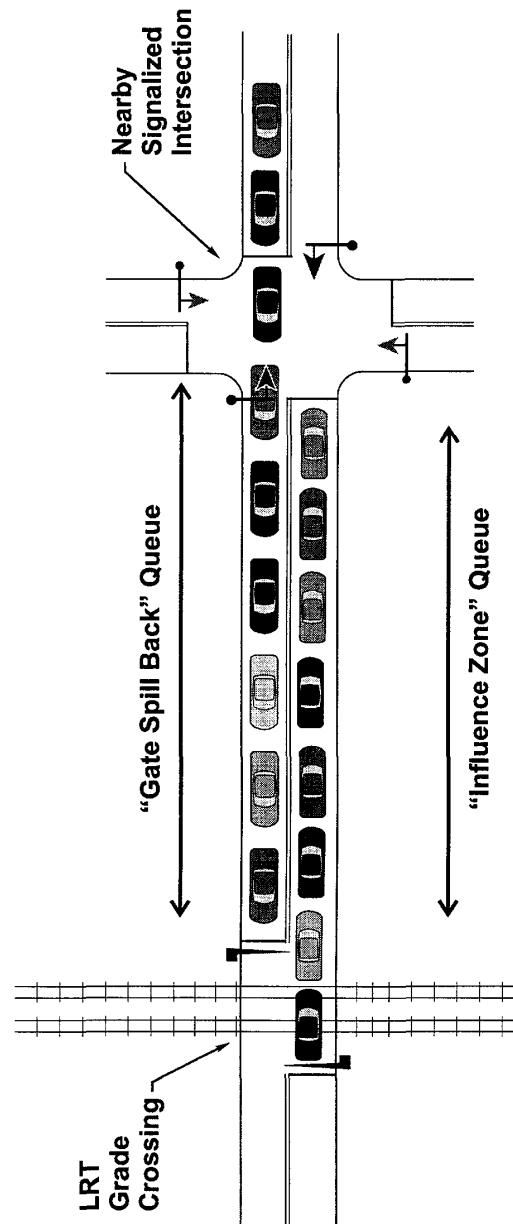 Nearby
Signalized
Intersection
“Gate Spill Back” Queue
“Influence Zone” Queue
LRT
Grade
Crossing